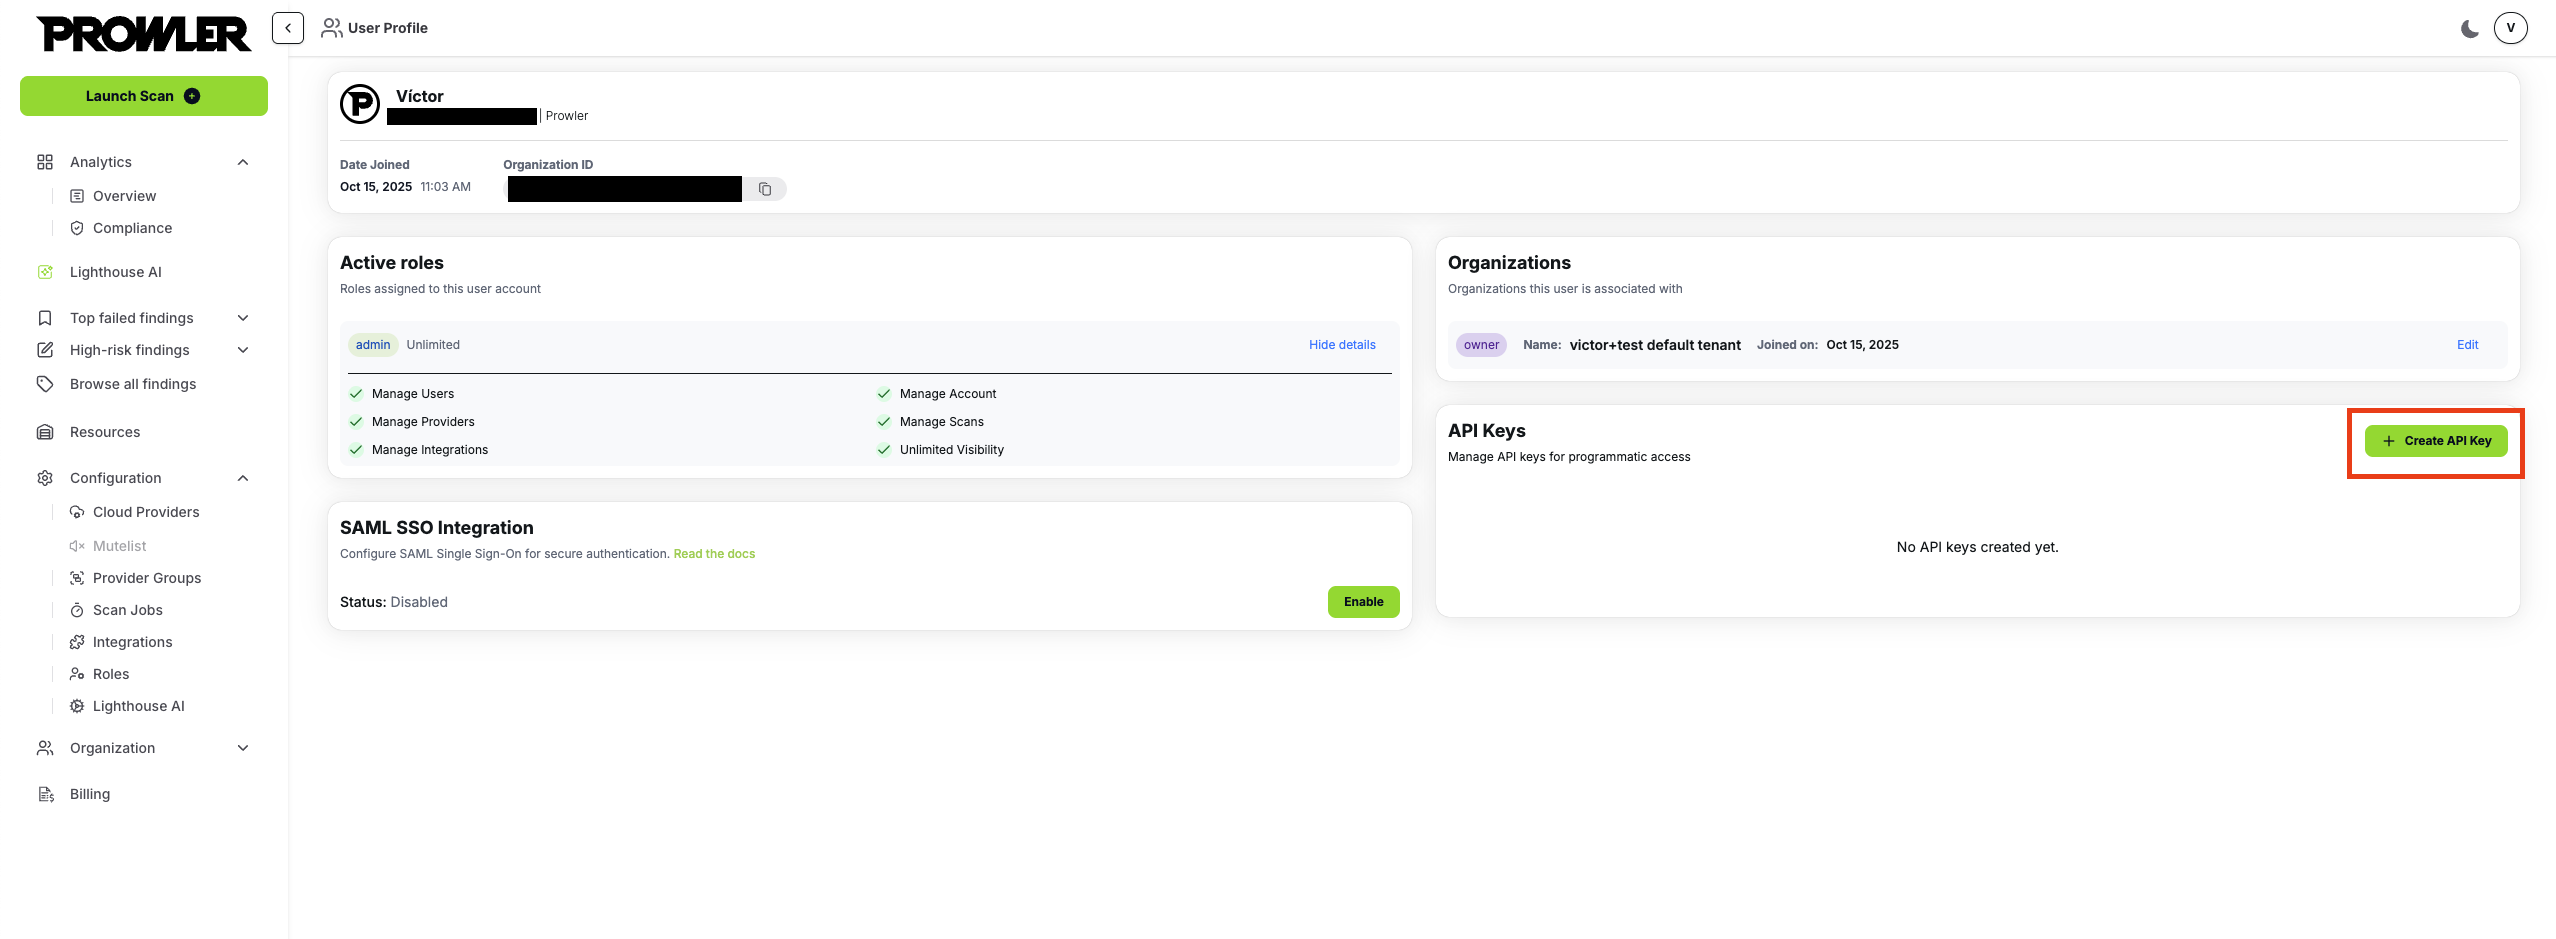 PROWLER
User Profile
V
Launch Scan
Analytics
Overview
Compliance
Lighthouse AI
Top failed findings
High-risk findings
Browse all findings
Resources
Configuration
Cloud Providers
Mutelist
Provider Groups
Scan Jobs
Integrations
Roles
Lighthouse AI
Organization
Billing
Víctor
| Prowler
Date Joined
Oct 15, 2025 11:03 AM
Organization ID
Active roles
Roles assigned to this user account
admin Unlimited Hide details
Manage Users
Manage Account
Manage Providers
Manage Scans
Manage Integrations
Unlimited Visibility
SAML SSO Integration
Configure SAML Single Sign-On for secure authentication. Read the docs
Status: Disabled
Enable
Organizations
Organizations this user is associated with
owner Name: victor+test default tenant Joined on: Oct 15, 2025 Edit
API Keys
Manage API keys for programmatic access
Create API Key
No API keys created yet.